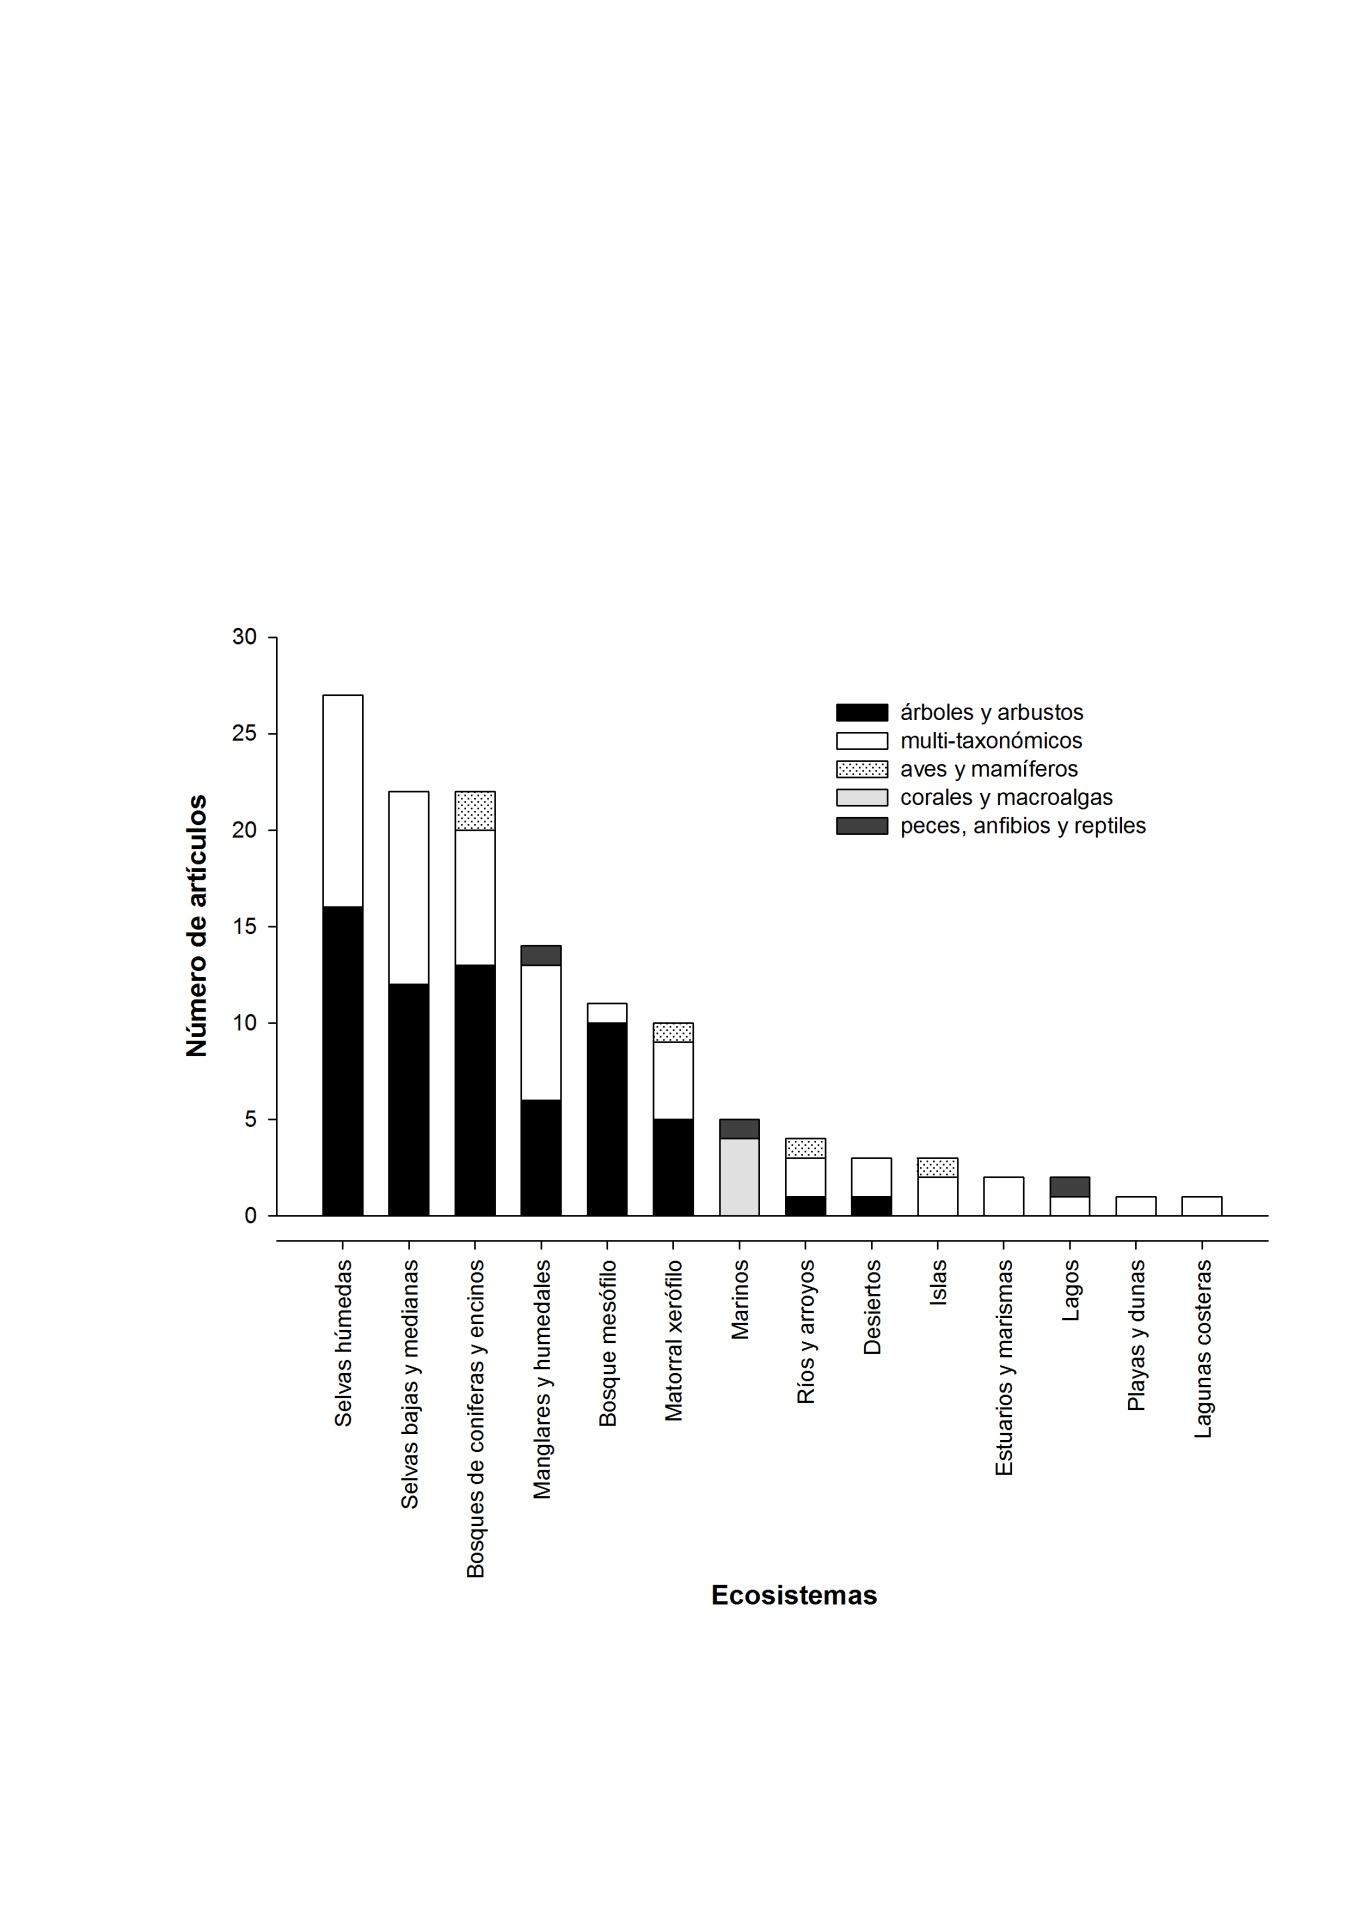 30
25
20
15
10
5
0
Número de artículos
árboles y arbustos
multi-taxonómicos
aves y mamíferos
corales y macroalgas
peces, anfibios y reptiles
Selvas húmedas
Selvas bajas y medianas
Bosques de coniferas y encinos
Manglares y humedales
Bosque mesófilo
Matorral xerófilo
Marinos
Ríos y arroyos
Desiertos
Islas
Estuarios y marismas
Lagos
Playas y dunas
Lagunas costeras
Ecosistemas